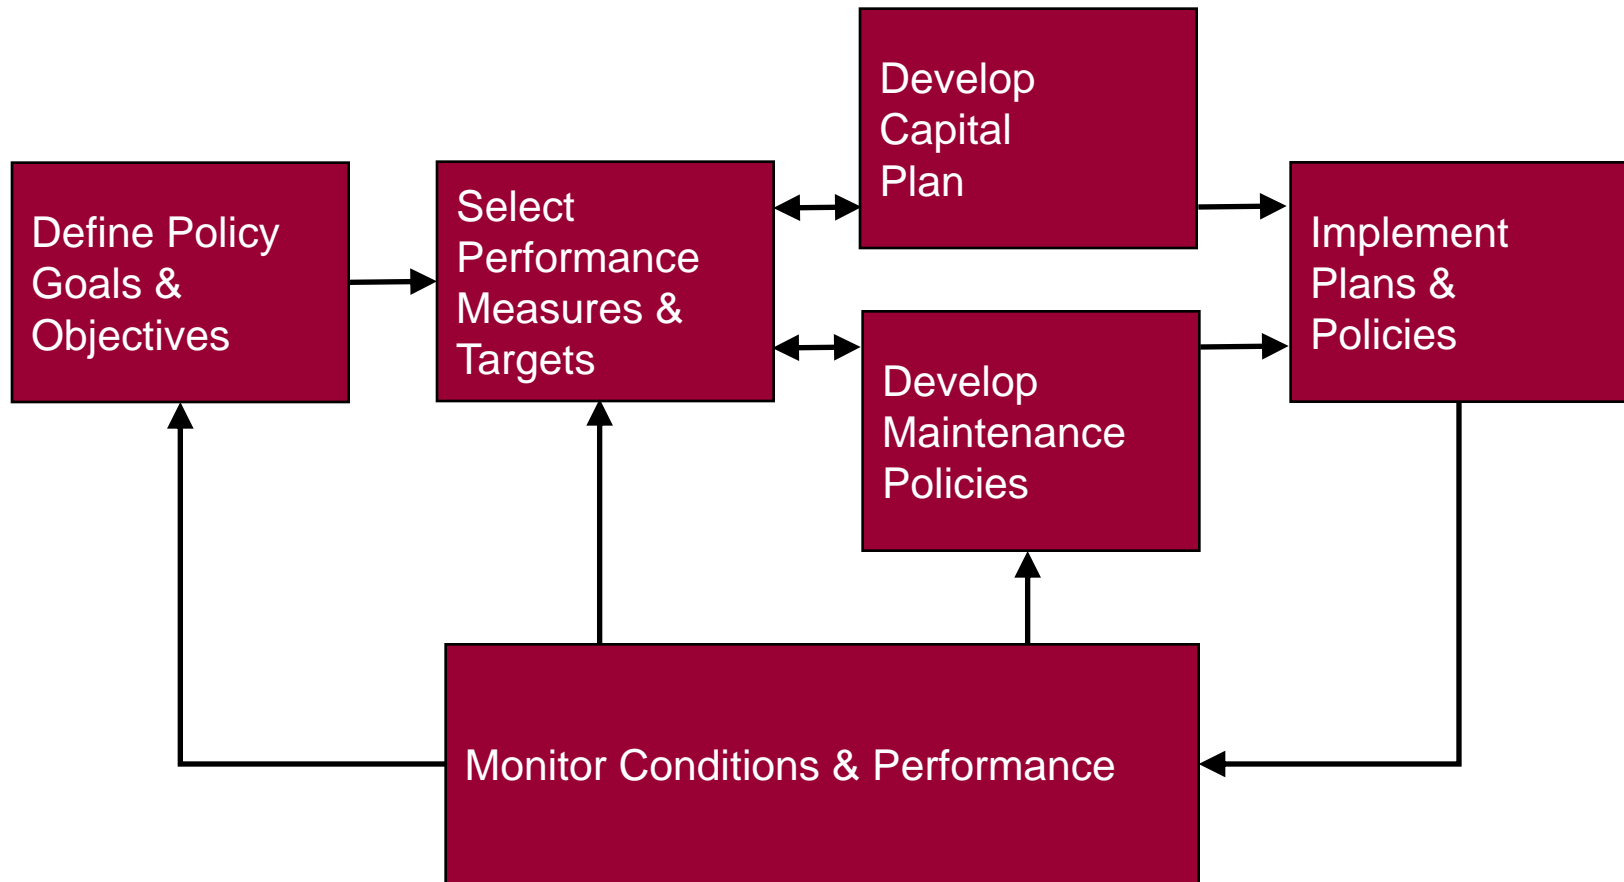 Define Policy
Goals &
Objectives
Select
Performance
Measures &
Targets
Develop
Capital
Plan
Develop
Maintenance
Policies
Implement
Plans &
Policies
Monitor Conditions & Performance